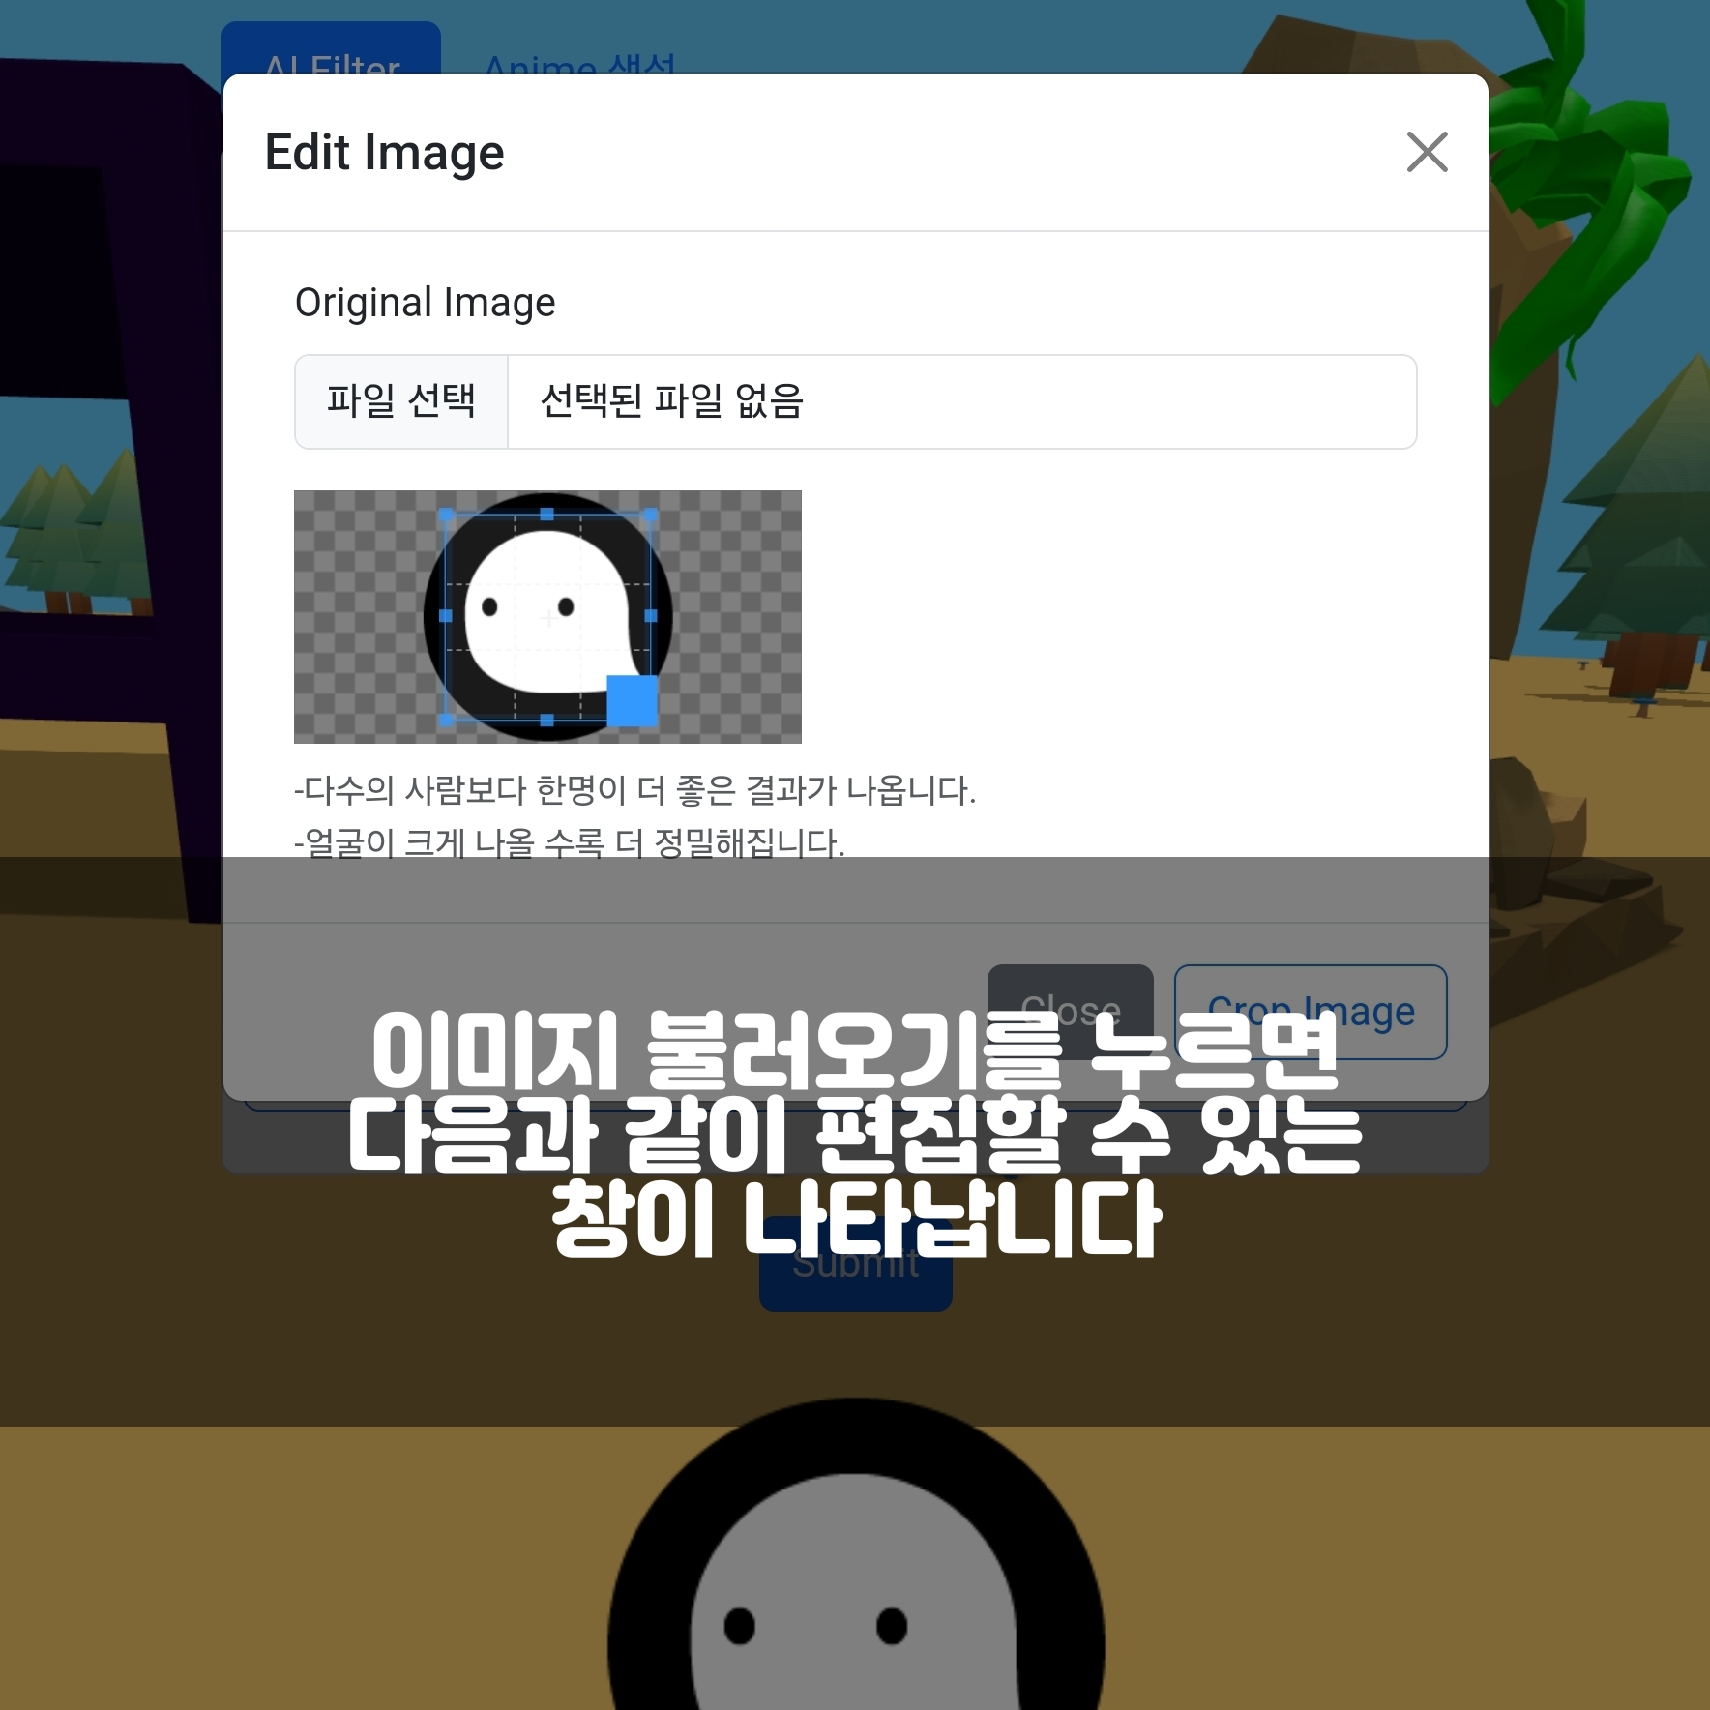 AI Filter Anime 생성
Edit Image
Original Image
파일 선택 선택된 파일 없음
-다수의 사람보다 한명이 더 좋은 결과가 나옵니다.
-얼굴이 크게 나올 수록 더 정밀해집니다.
Close Crop Image
이미지 불러오기를 누르면
다음과 같이 편집할 수 있는
창이 나타납니다
Submit